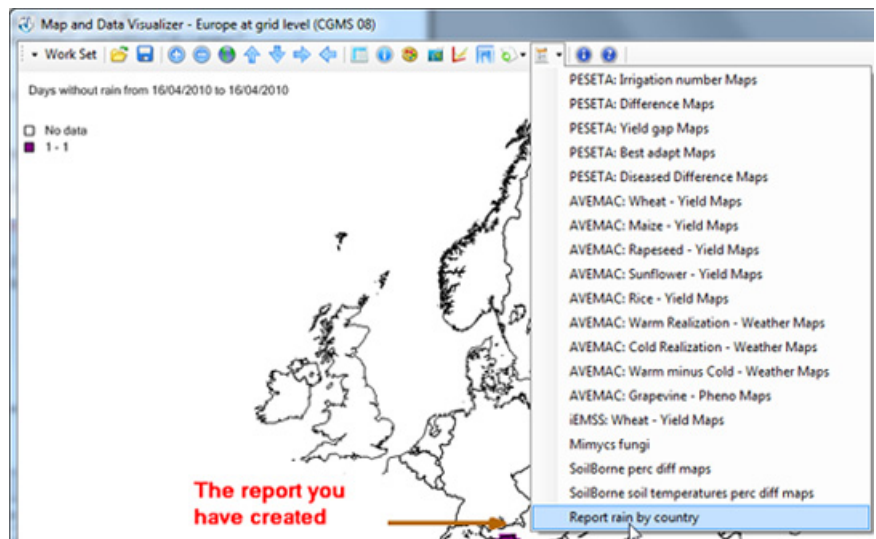 Map and Data Visualizer - Europe at grid level (CGMS 08)
Work Set
Days without rain from 16/04/2010 to 16/04/2010
No data
1 - 1
PESETA: Irrigation number Maps
PESETA: Difference Maps
PESETA: Yield gap Maps
PESETA: Best adapt Maps
PESETA: Diseased Difference Maps
AVEMAC: Wheat - Yield Maps
AVEMAC: Maize - Yield Maps
AVEMAC: Rapeseed - Yield Maps
AVEMAC: Sunflower - Yield Maps
AVEMAC: Rice - Yield Maps
AVEMAC: Warm Realization - Weather Maps
AVEMAC: Cold Realization - Weather Maps
AVEMAC: Warm minus Cold - Weather Maps
AVEMAC: Grapevine - Pheno Maps
iEMSS: Wheat - Yield Maps
Mimycs fungi
SoilBorne perc diff maps
SoilBorne soil temperatures perc diff maps
Report rain by country
The report you
have created